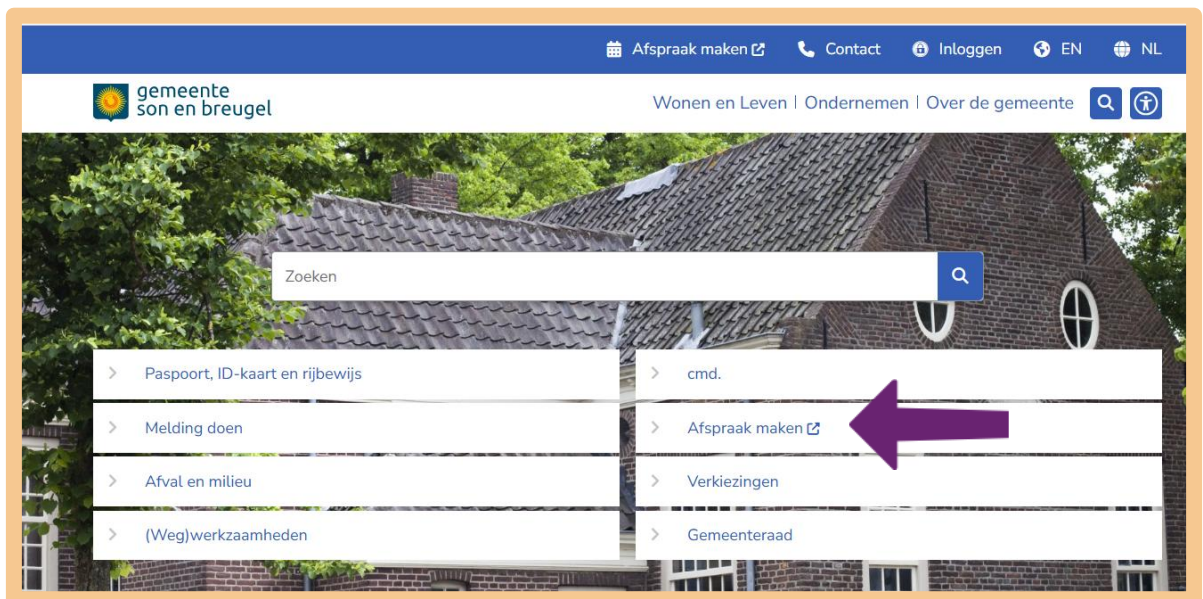 Afspraak maken Contact Inloggen EN NL
gemeente
son en breugel
Wonen en Leven | Ondernemen | Over de gemeente
Zoeken
Paspoort, ID-kaart en rijbewijs
cmd.
Melding doen
Afspraak maken
Afval en milieu
Verkiezingen
(Weg)werkzaamheden
Gemeenteraad